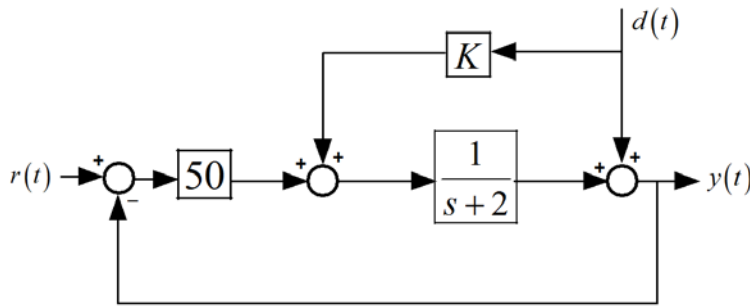 d(t)
K
+ + +
r(t) + 50 + 1 + y(t)
− s + 2